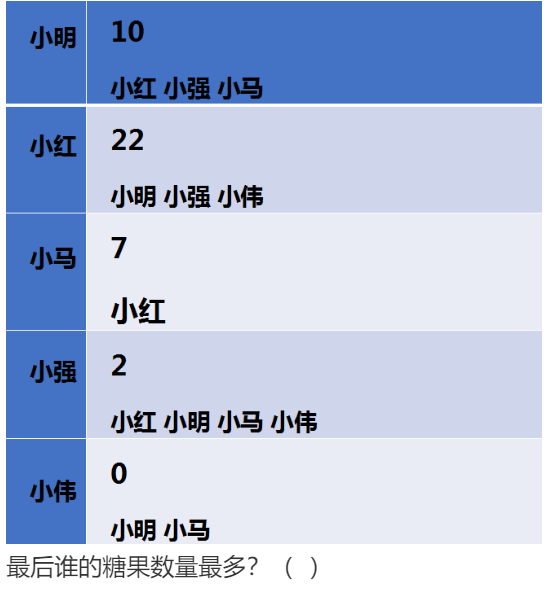 小明
10
小红 小强 小马
小红
22
小明 小强 小伟
小马
7
小红
小强
2
小红 小明 小马 小伟
小伟
0
小明 小马
最后谁的糖果数量最多？（ ）